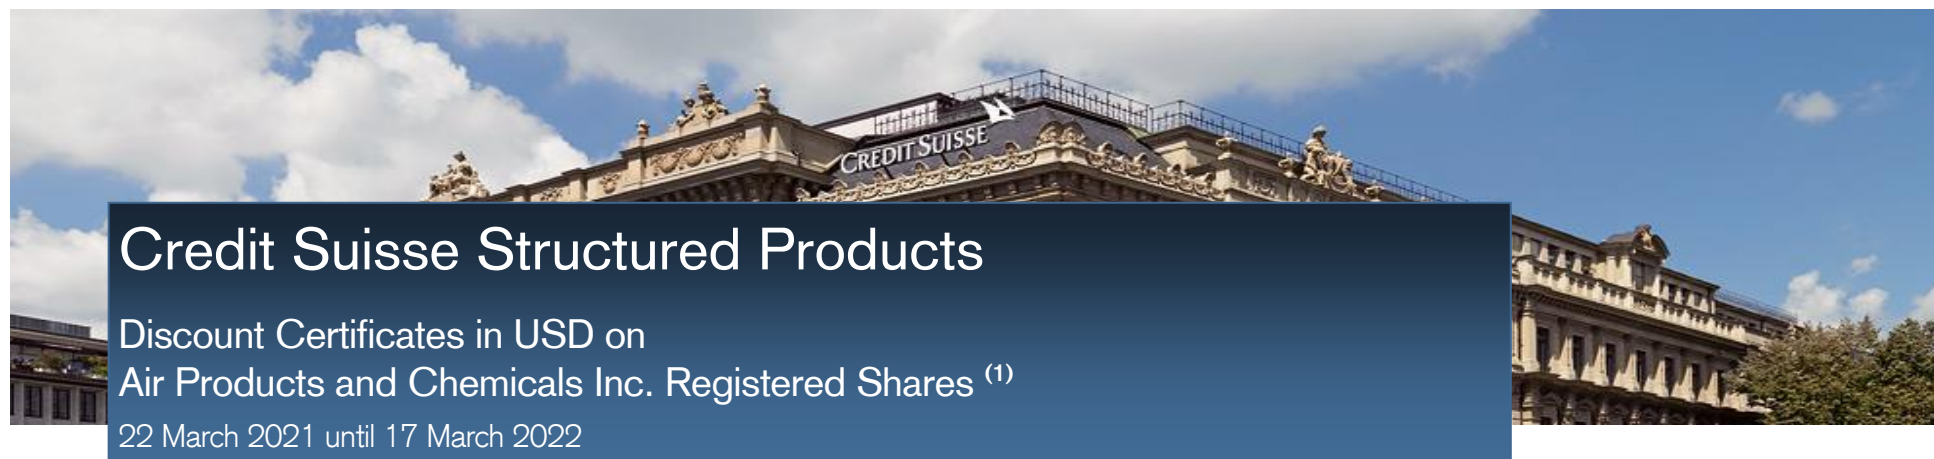 CREDIT SUISSE
Credit Suisse Structured Products
Discount Certificates in USD on
Air Products and Chemicals Inc. Registered Shares (1)
22 March 2021 until 17 March 2022